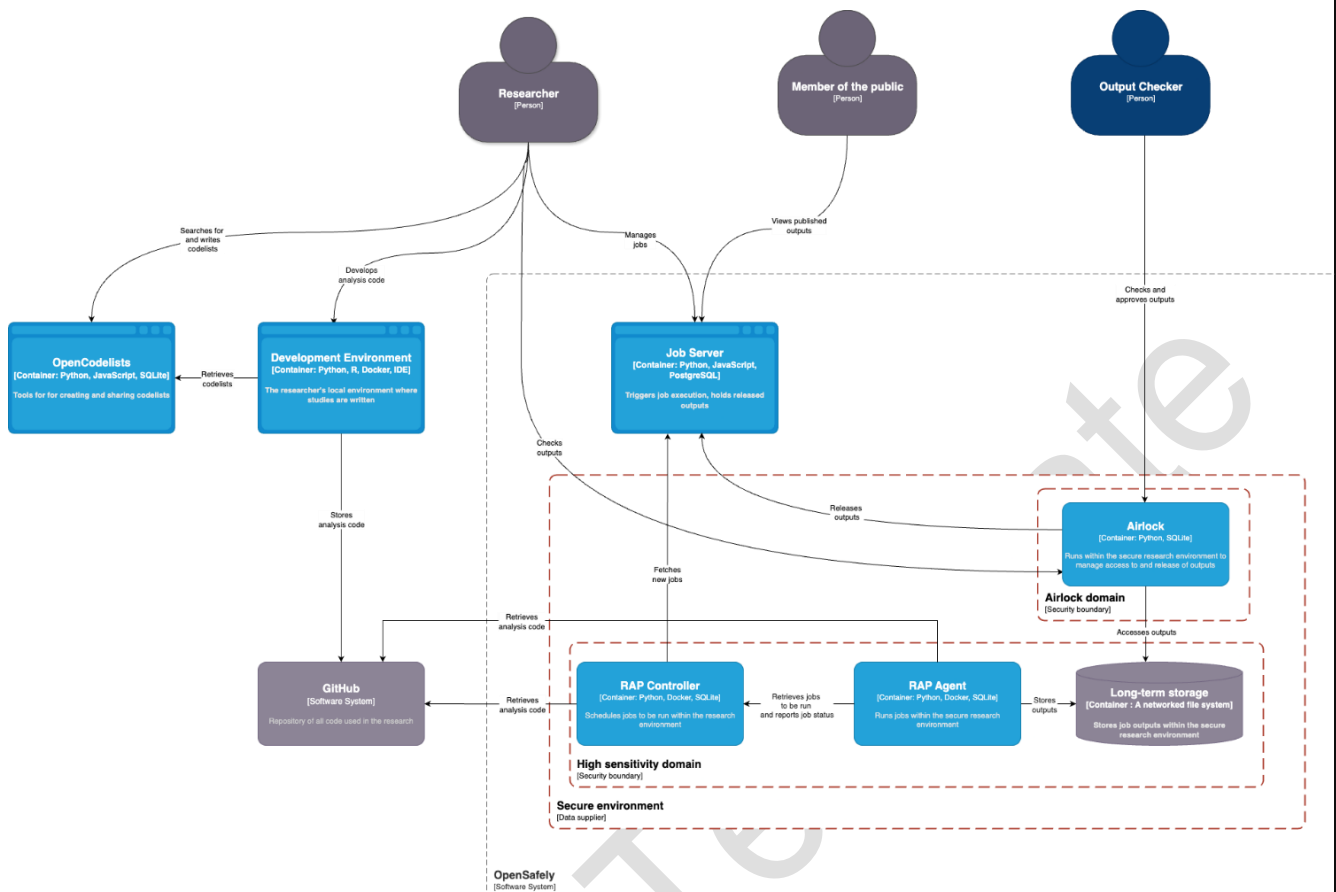 Researcher
[Person]
Member of the public
[Person]
Output Checker
[Person]
Searches for
and writes
codelists
Develops
analysis code
Manages
jobs
Views published
outputs
Checks and
approves outputs
OpenCodelists
[Container: Python, JavaScript, SQLite]
Tools for for creating and sharing codelists
Retrieves
codelists
Development Environment
[Container: Python, R, Docker, IDE]
The researcher's local environment where
studies are written
Job Server
[Container: Python, JavaScript,
PostgreSQL]
Triggers job execution, holds released
outputs
Checks
outputs
Stores
analysis code
Releases
outputs
Airlock
[Container: Python, SQLite]
Runs within the secure research environment to
manage access to and release of outputs
Airlock domain
[Security boundary]
Fetches
new jobs
Retrieves
analysis code
Accesses outputs
GitHub
[Software System]
Repository of all code used in the research
Retrieves
analysis code
RAP Controller
[Container: Python, Docker, SQLite]
Schedules jobs to be run within the research
environment
Retrieves jobs
to be run
and reports job status
RAP Agent
[Container: Python, Docker, SQLite]
Runs jobs within the secure research
environment
Stores
outputs
Long-term storage
[Container : A networked file system]
Stores job outputs within the secure
research environment
High sensitivity domain
[Security boundary]
Secure environment
[Data supplier]
OpenSafely
[Software System]